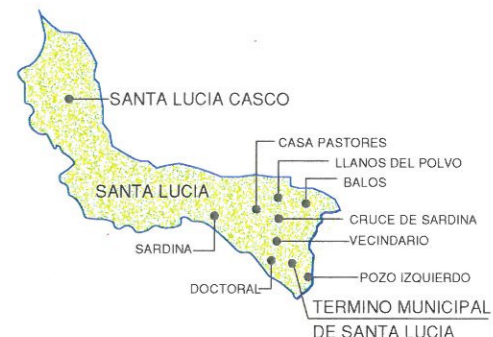 SANTA LUCIA CASCO
CASA PASTORES
LLANOS DEL POLVO
BALOS
SANTA LUCIA
CRUCE DE SARDINA
VECINDARIO
SARDINA
POZO IZQUIERDO
DOCTORAL
TERMINO MUNICIPAL
DE SANTA LUCIA